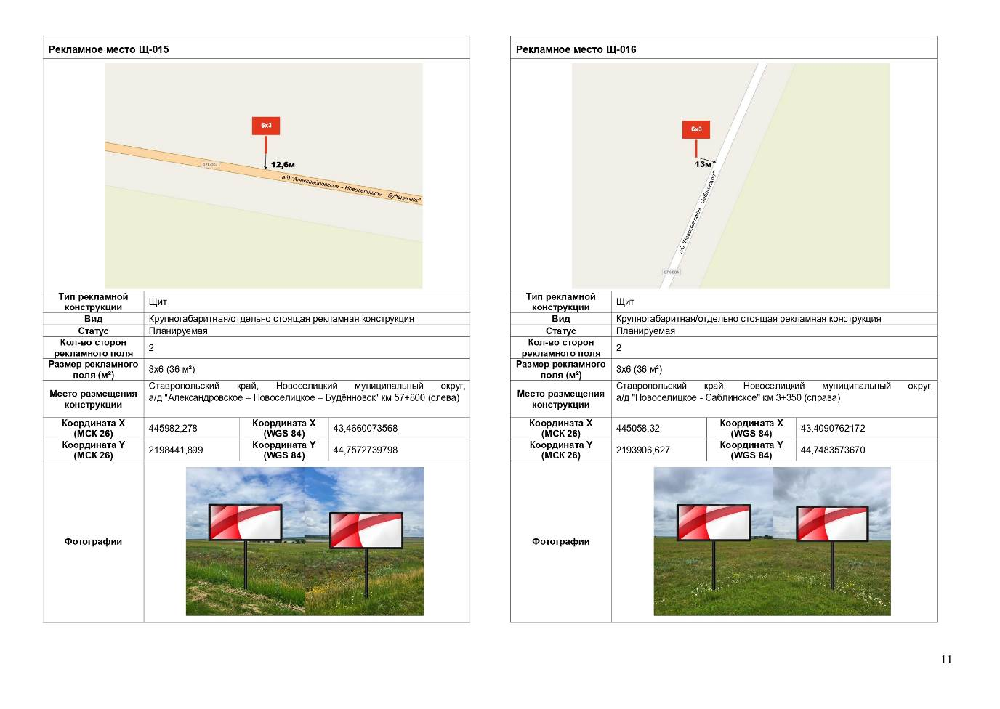 Рекламное место Щ-015
6х3
12,6м
07К-002
а/д "Александровское – Новоселицкое – Будённовск"
Тип рекламной
конструкции
Щит
Вид
Крупногабаритная/отдельно стоящая рекламная конструкция
Статус
Планируемая
Кол-во сторон
рекламного поля
2
Размер рекламного
поля (м²)
3х6 (36 м²)
Место размещения
конструкции
Ставропольский край, Новоселицкий муниципальный округ,
а/д "Александровское – Новоселицкое – Будённовск" км 57+800 (слева)
Координата X
(МСК 26)
445982,278
Координата X
(WGS 84)
43,4660073568
Координата Y
(МСК 26)
2198441,899
Координата Y
(WGS 84)
44,7572739798
Фотографии
Рекламное место Щ-016
6х3
13м
а/д "Новоселицкое - Саблинское"
07К-004
Тип рекламной
конструкции
Щит
Вид
Крупногабаритная/отдельно стоящая рекламная конструкция
Статус
Планируемая
Кол-во сторон
рекламного поля
2
Размер рекламного
поля (м²)
3х6 (36 м²)
Место размещения
конструкции
Ставропольский край, Новоселицкий муниципальный округ,
а/д "Новоселицкое - Саблинское" км 3+350 (справа)
Координата X
(МСК 26)
445058,32
Координата X
(WGS 84)
43,4090762172
Координата Y
(МСК 26)
2193906,627
Координата Y
(WGS 84)
44,7483573670
Фотографии
11